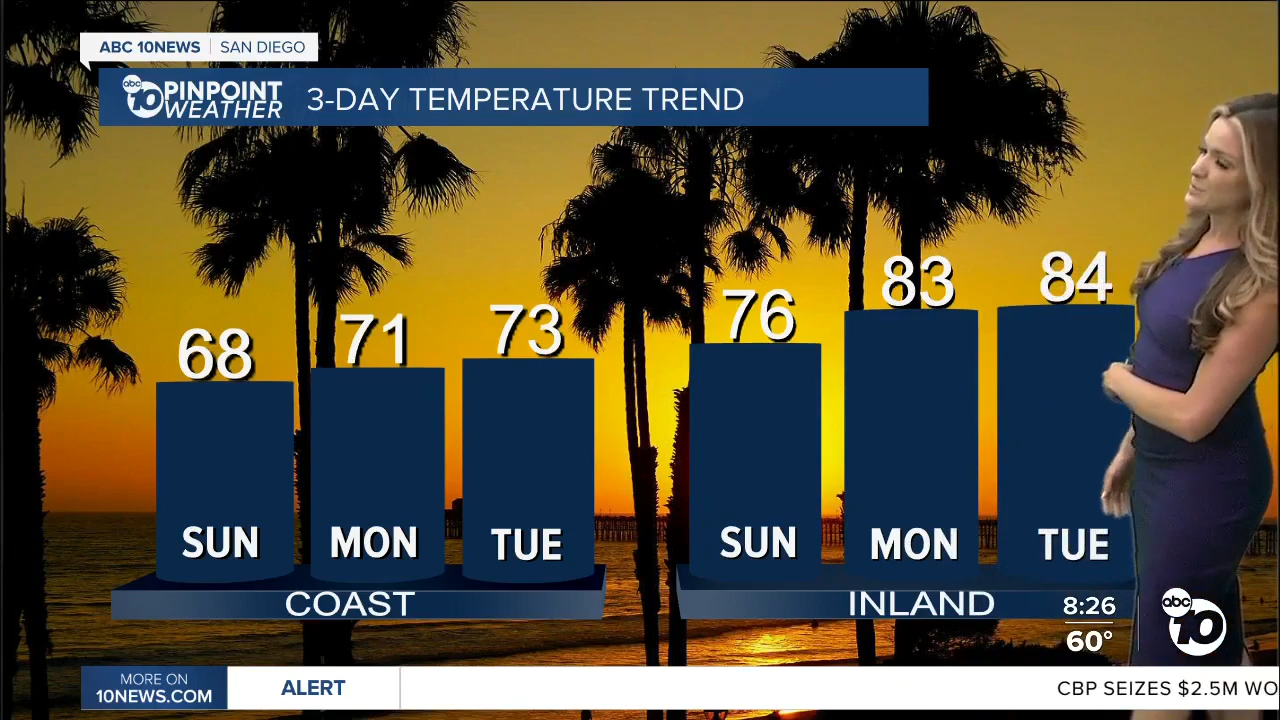 ABC 10NEWS | SAN DIEGO
abc 10 PINPOINT WEATHER
3-DAY TEMPERATURE TREND
68 71 73 76 83 84
SUN MON TUE SUN MON TUE
COAST INLAND
8:26
60°
abc 10
MORE ON
10NEWS.COM
ALERT
CBP SEIZES $2.5M WO